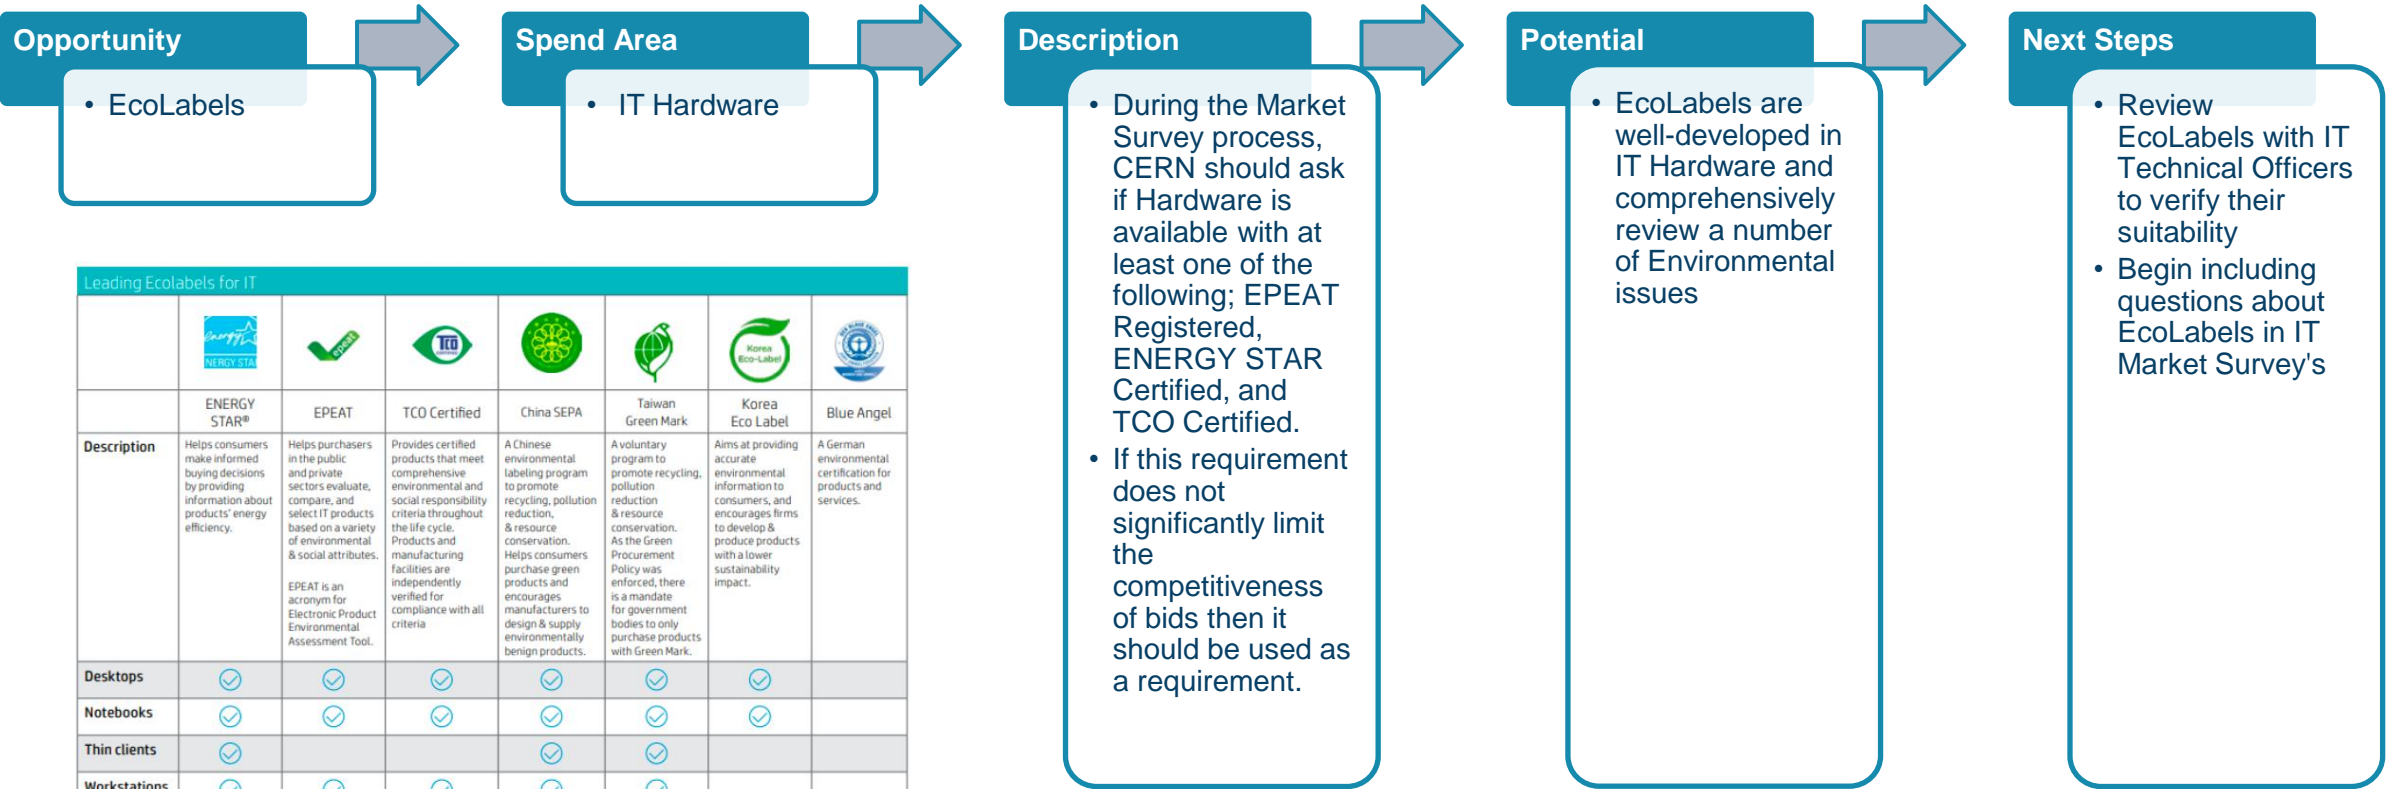 Opportunity
• EcoLabels
Spend Area
• IT Hardware
Description
• During the Market
Survey process,
CERN should ask
if Hardware is
available with at
least one of the
following; EPEAT
Registered,
ENERGY STAR
Certified, and
TCO Certified.
• If this requirement
does not
significantly limit
the
competitiveness
of bids then it
should be used as
a requirement.
Potential
• EcoLabels are
well-developed in
IT Hardware and
comprehensively
review a number
of Environmental
issues
Next Steps
• Review
EcoLabels with IT
Technical Officers
to verify their
suitability
• Begin including
questions about
EcoLabels in IT
Market Survey's
Leading Ecolabels for IT
energy
ENERGY STAR
epeat
TCO
Korea
Eco-Label
ENERGY
STAR®
EPEAT
TCO Certified
China SEPA
Taiwan
Green Mark
Korea
Eco Label
Blue Angel
Description
Helps consumers
make informed
buying decisions
by providing
information about
products' energy
efficiency.
Helps purchasers
in the public
and private
sectors evaluate,
compare, and
select IT products
based on a variety
of environmental
& social attributes.
EPEAT is an
acronym for
Electronic Product
Environmental
Assessment Tool.
Provides certified
products that meet
comprehensive
environmental and
social responsibility
criteria throughout
the life cycle.
Products and
manufacturing
facilities are
independently
verified for
compliance with all
criteria
A Chinese
environmental
labeling program
to promote
recycling, pollution
reduction,
& resource
conservation.
Helps consumers
purchase green
products and
encourages
manufacturers to
design & supply
environmentally
benign products.
A voluntary
program to
promote recycling,
pollution
reduction
& resource
conservation.
As the Green
Procurement
Policy was
enforced, there
is a mandate
for government
bodies to only
purchase products
with Green Mark.
Aims at providing
accurate
environmental
information to
consumers, and
encourages firms
to develop &
produce products
with a lower
sustainability
impact.
A German
environmental
certification for
products and
services.
Desktops
Notebooks
Thin clients
Workstations